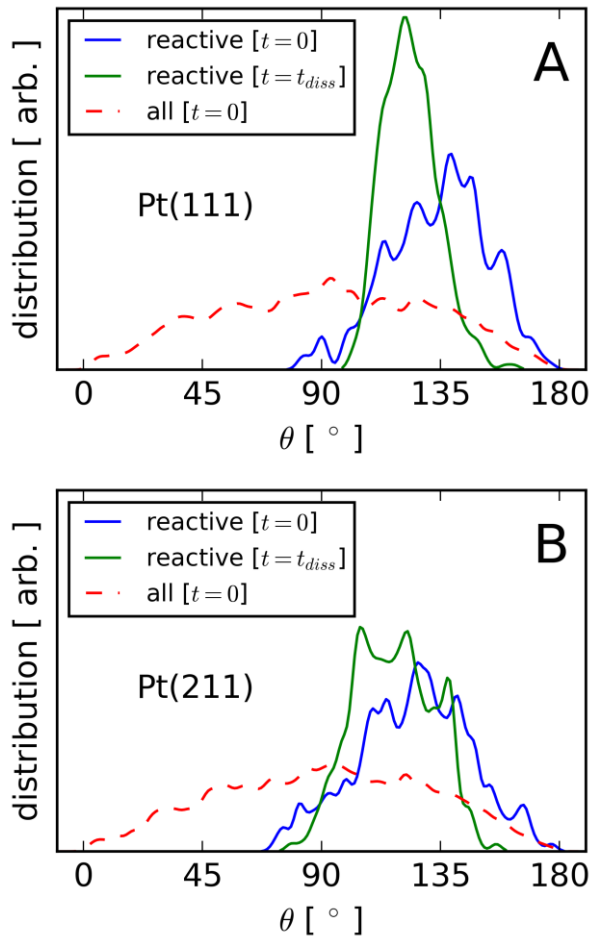 reactive [t=0]
reactive [t=t_diss]
all [t=0]
A
Pt(111)
distribution [ arb. ]
0 45 90 135 180
θ [ ° ]
reactive [t=0]
reactive [t=t_diss]
all [t=0]
B
Pt(211)
distribution [ arb. ]
0 45 90 135 180
θ [ ° ]